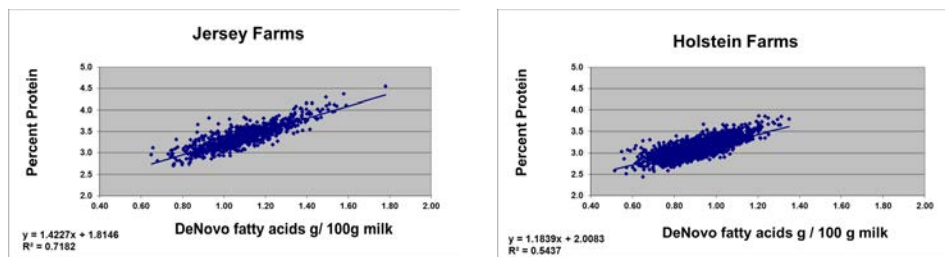 Jersey Farms
Percent Protein
5.0
4.5
4.0
3.5
3.0
2.5
2.0
0.40 0.60 0.80 1.00 1.20 1.40 1.60 1.80 2.00
DeNovo fatty acids g/ 100g milk
y = 1.4227x + 1.8146
R² = 0.7182
Holstein Farms
Percent Protein
5.0
4.5
4.0
3.5
3.0
2.5
2.0
0.40 0.60 0.80 1.00 1.20 1.40 1.60 1.80 2.00
DeNovo fatty acids g / 100 g milk
y = 1.1839x + 2.0083
R² = 0.5437